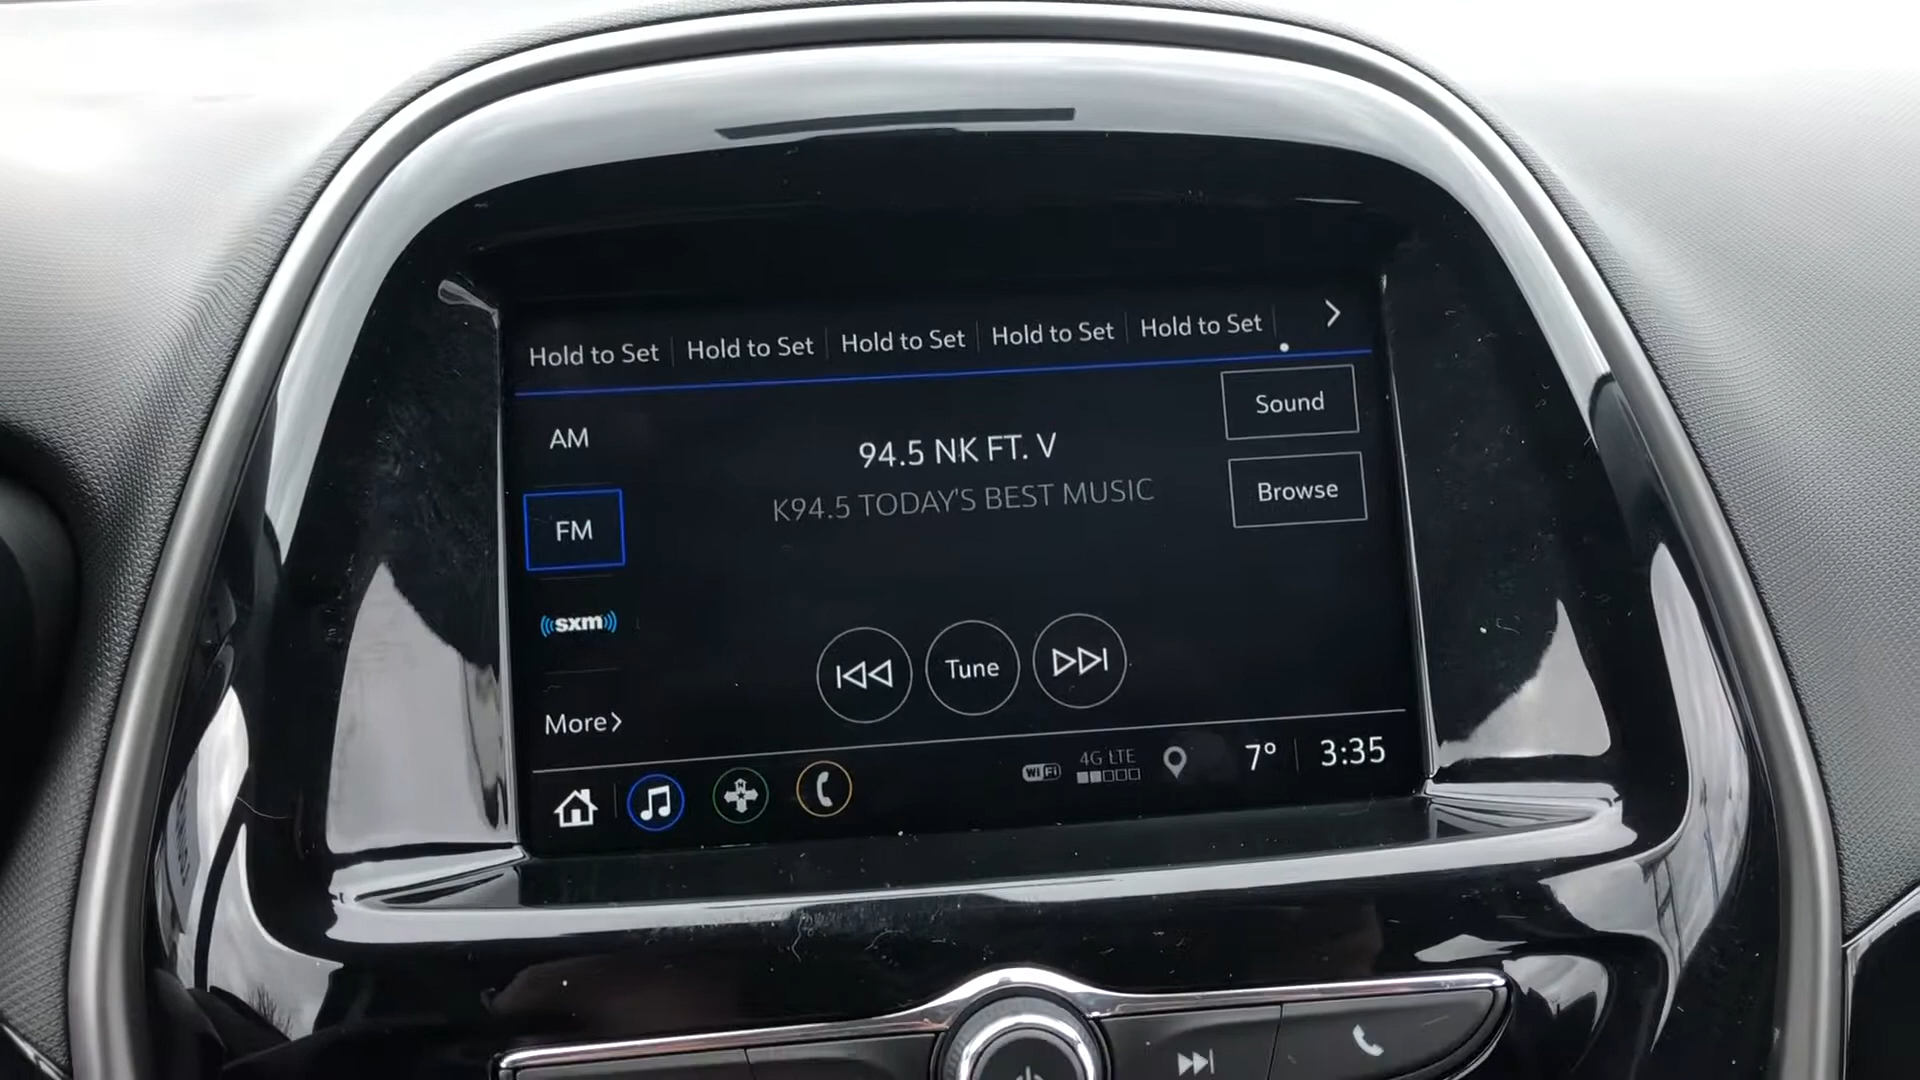 Hold to Set Hold to Set Hold to Set Hold to Set Hold to Set
Sound
AM
94.5 NK FT. V
Browse
K94.5 TODAY'S BEST MUSIC
FM
sxm
Tune
More
WiFi 4G LTE 7° 3:35
N